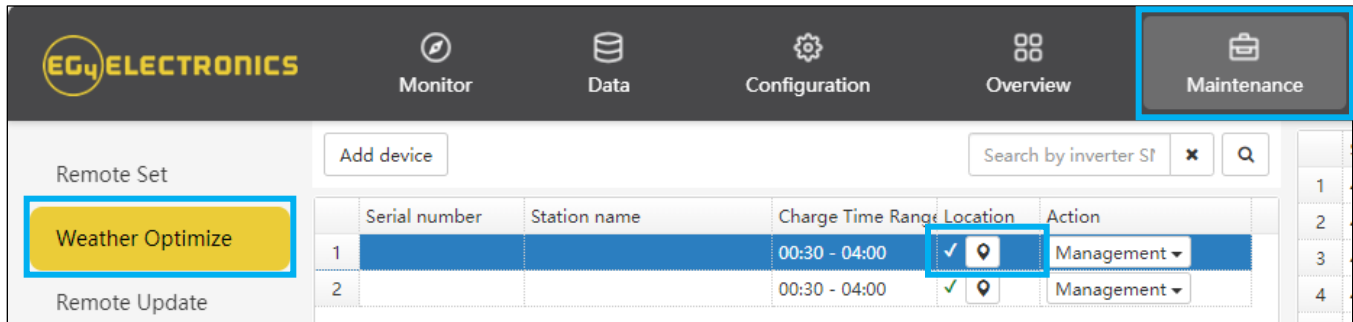 EG4 ELECTRONICS
Monitor
Data
Configuration
Overview
Maintenance
Remote Set
Weather Optimize
Remote Update
Add device
Search by inverter
Serial number Station name Charge Time Range Location Action
1 00:30 - 04:00 Management
2 00:30 - 04:00 Management
1
2
3
4